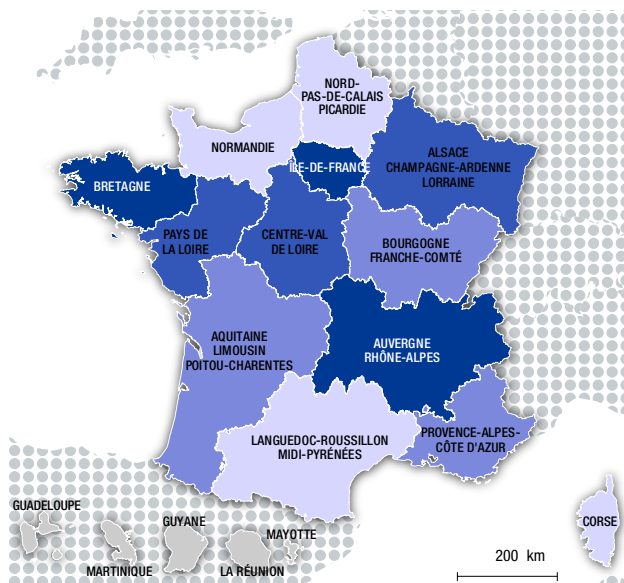 NORD-
PAS-DE-CALAIS
PICARDIE
NORMANDIE
ÎLE-DE-FRANCE
ALSACE
CHAMPAGNE-ARDENNE
LORRAINE
BRETAGNE
PAYS DE
LA LOIRE
CENTRE-VAL
DE LOIRE
BOURGOGNE
FRANCHE-COMTÉ
AQUITAINE
LIMOUSIN
POITOU-CHARENTES
AUVERGNE
RHÔNE-ALPES
LANGUEDOC-ROUSSILLON
MIDI-PYRÉNÉES
PROVENCE-ALPES-
CÔTE D'AZUR
CORSE
GUADELOUPE
MARTINIQUE
GUYANE
LA RÉUNION
MAYOTTE
200 km